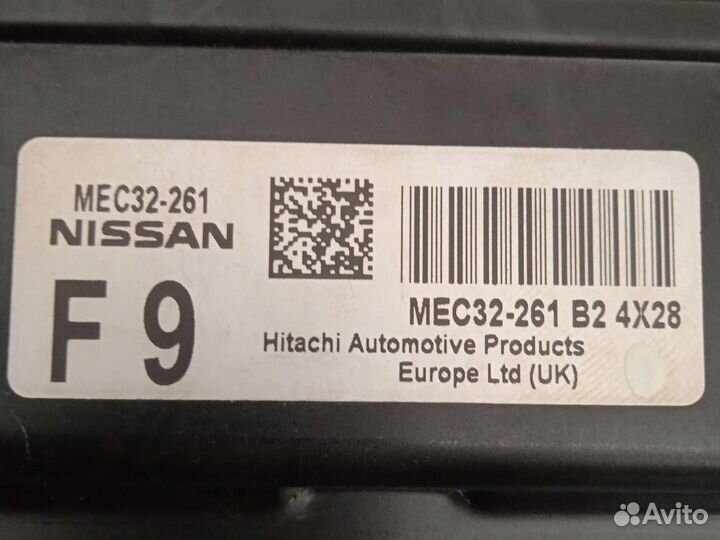 MEC32-261
NISSAN
F 9
MEC32-261 B2 4X28
Hitachi Automotive Products
Europe Ltd (UK)
Avito